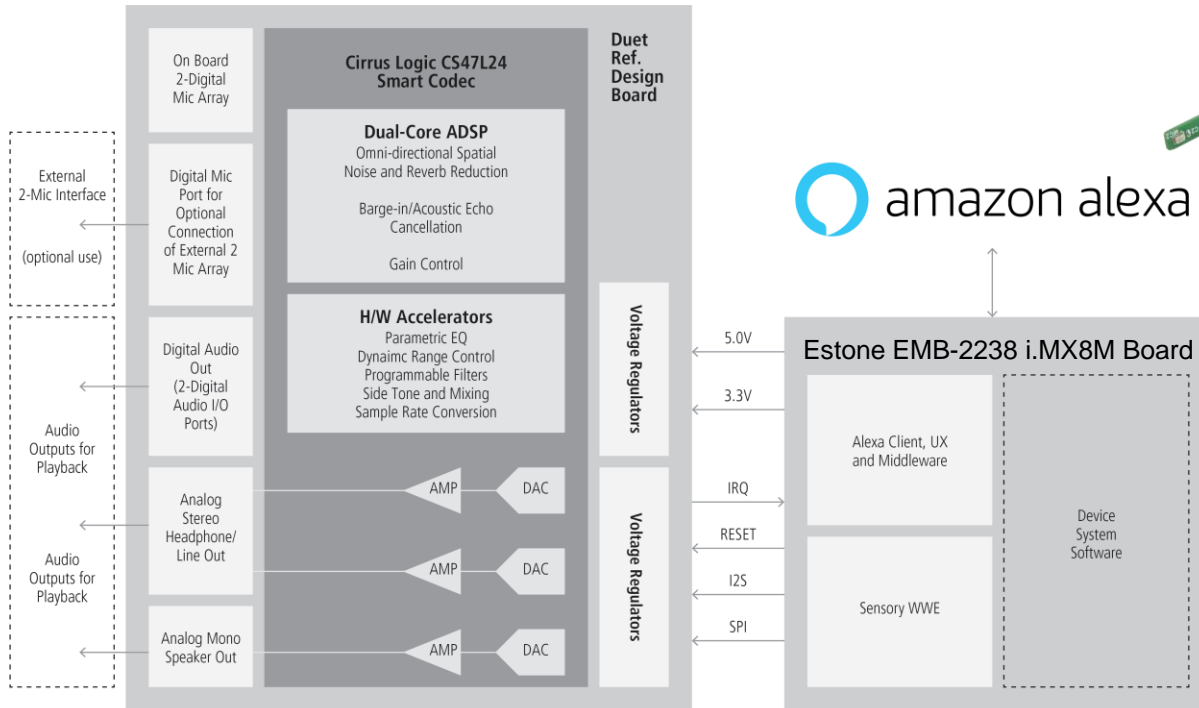 On Board
2-Digital
Mic Array
External
2-Mic Interface
(optional use)
Digital Mic
Port for
Optional
Connection
of External 2
Mic Array
Digital Audio
Out
(2-Digital
Audio I/O
Ports)
Audio
Outputs for
Playback
Analog
Stereo
Headphone/
Line Out
Audio
Outputs for
Playback
Analog Mono
Speaker Out
Cirrus Logic CS47L24
Smart Codec
Dual-Core ADSP
Omni-directional Spatial
Noise and Reverb Reduction
Barge-in/Acoustic Echo
Cancellation
Gain Control
H/W Accelerators
Parametric EQ
Dynaimc Range Control
Programmable Filters
Side Tone and Mixing
Sample Rate Conversion
AMP
DAC
AMP
DAC
AMP
DAC
Duet
Ref.
Design
Board
Voltage Regulators
Voltage Regulators
5.0V
3.3V
IRQ
RESET
I2S
SPI
amazon alexa
Estone EMB-2238 i.MX8M Board
Alexa Client, UX
and Middleware
Sensory WWE
Device
System
Software